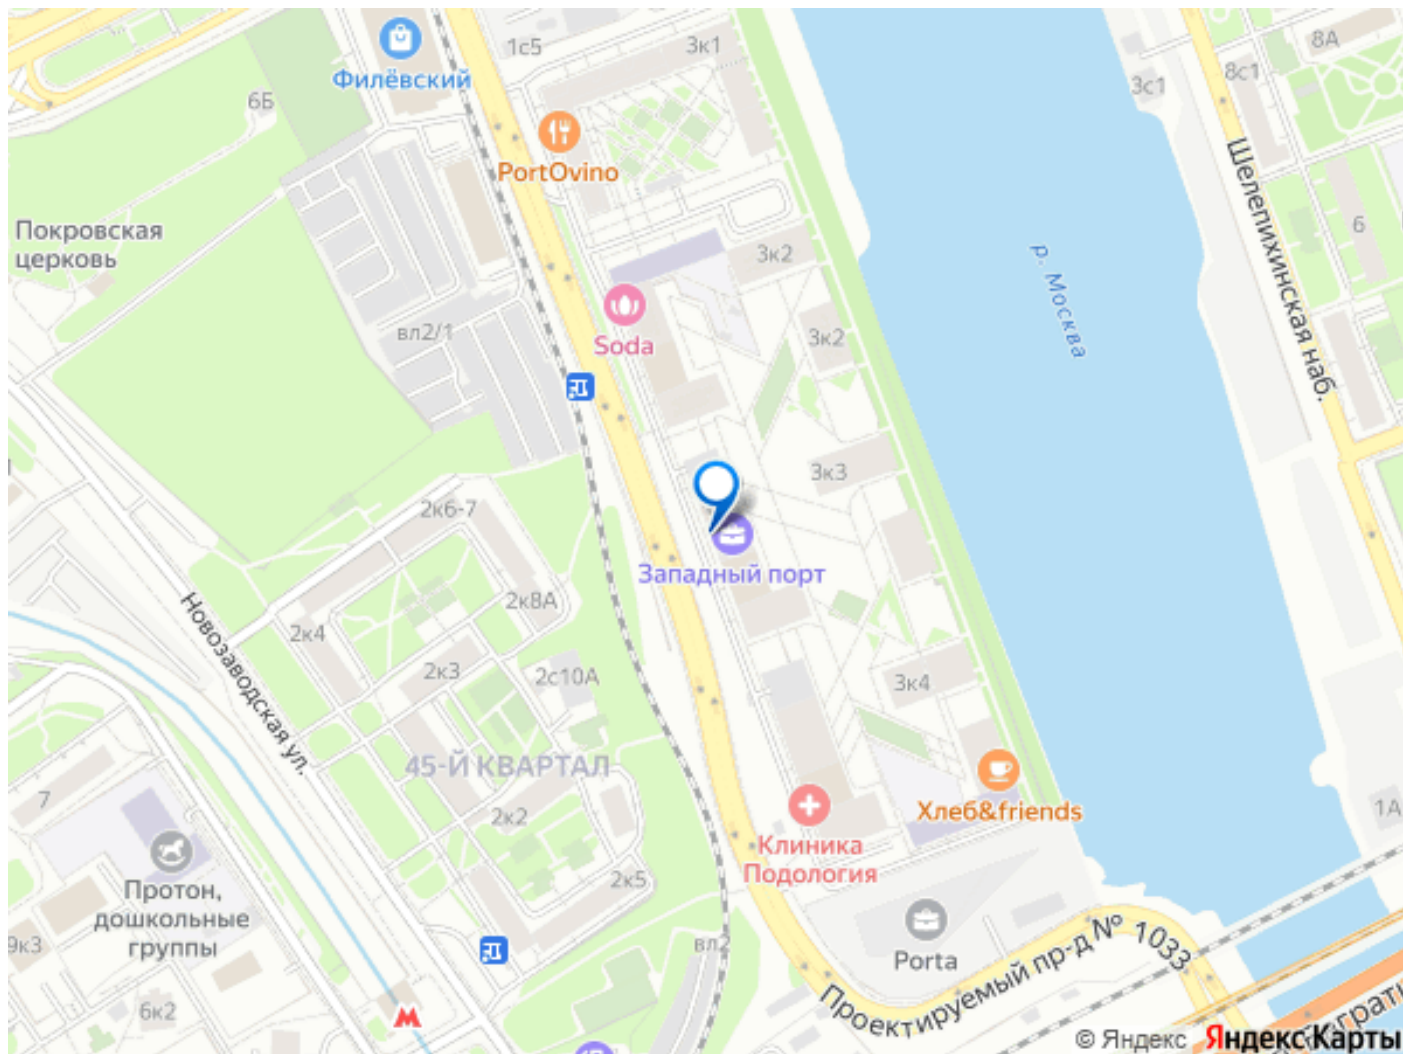 1с5
3к1
8А
8с1
3с1
Филёвский
6Б
PortOvino
Шелепихинская наб.
Покровская
церковь
3к2
6
р. Москва
вл2/1
Soda
3к2
3к3
2к6-7
Западный порт
2к8А
2к4
Новозаводская ул.
2к3
2с10А
3к4
45-Й КВАРТАЛ
7
2к2
Хлеб&friends
1А
Клиника
Подология
2к5
Протон,
дошкольные
группы
9к3
вл2
Porta
Проектируемый пр-д № 1033
6к2
© Яндекс Яндекс Карты